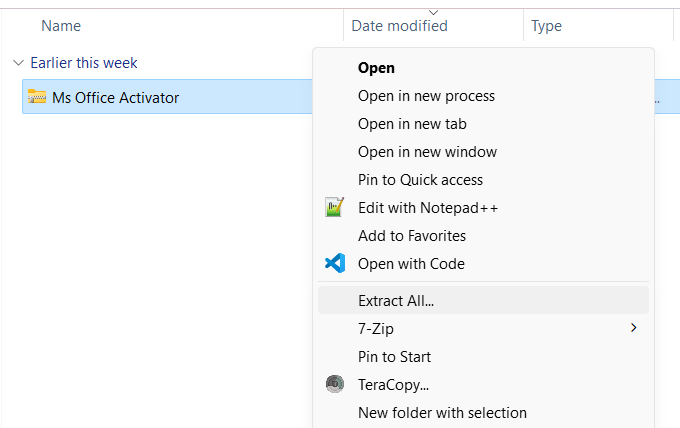 Name Date modified Type
Earlier this week
Ms Office Activator
..
Open
Open in new process
Open in new tab
Open in new window
Pin to Quick access
Edit with Notepad++
Add to Favorites
Open with Code
Extract All...
7-Zip
Pin to Start
TeraCopy...
New folder with selection